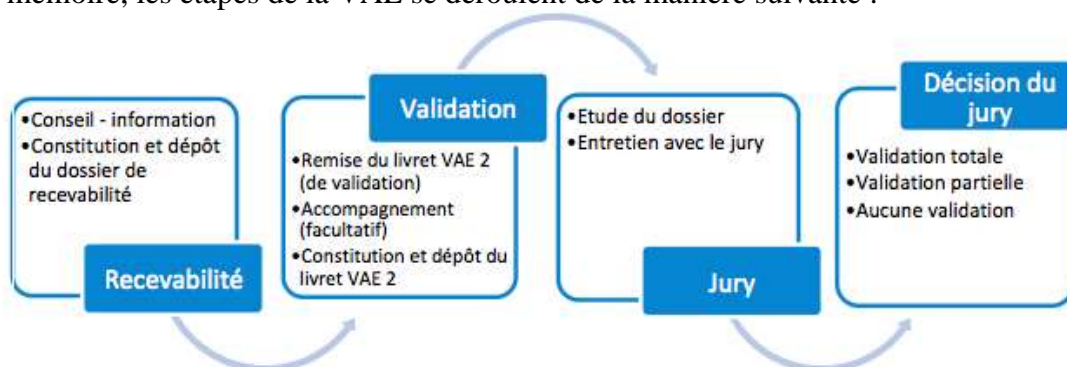 mémoire, les étapes de la VAE se déroulent de la manière suivante :
•Conseil - information
•Constitution et dépôt
du dossier de
recevabilité
Recevabilité
Validation
•Remise du livret VAE 2
(de validation)
•Accompagnement
(facultatif)
•Constitution et dépôt du
livret VAE 2
•Etude du dossier
•Entretien avec le jury
Jury
Décision du
jury
•Validation totale
•Validation partielle
•Aucune validation